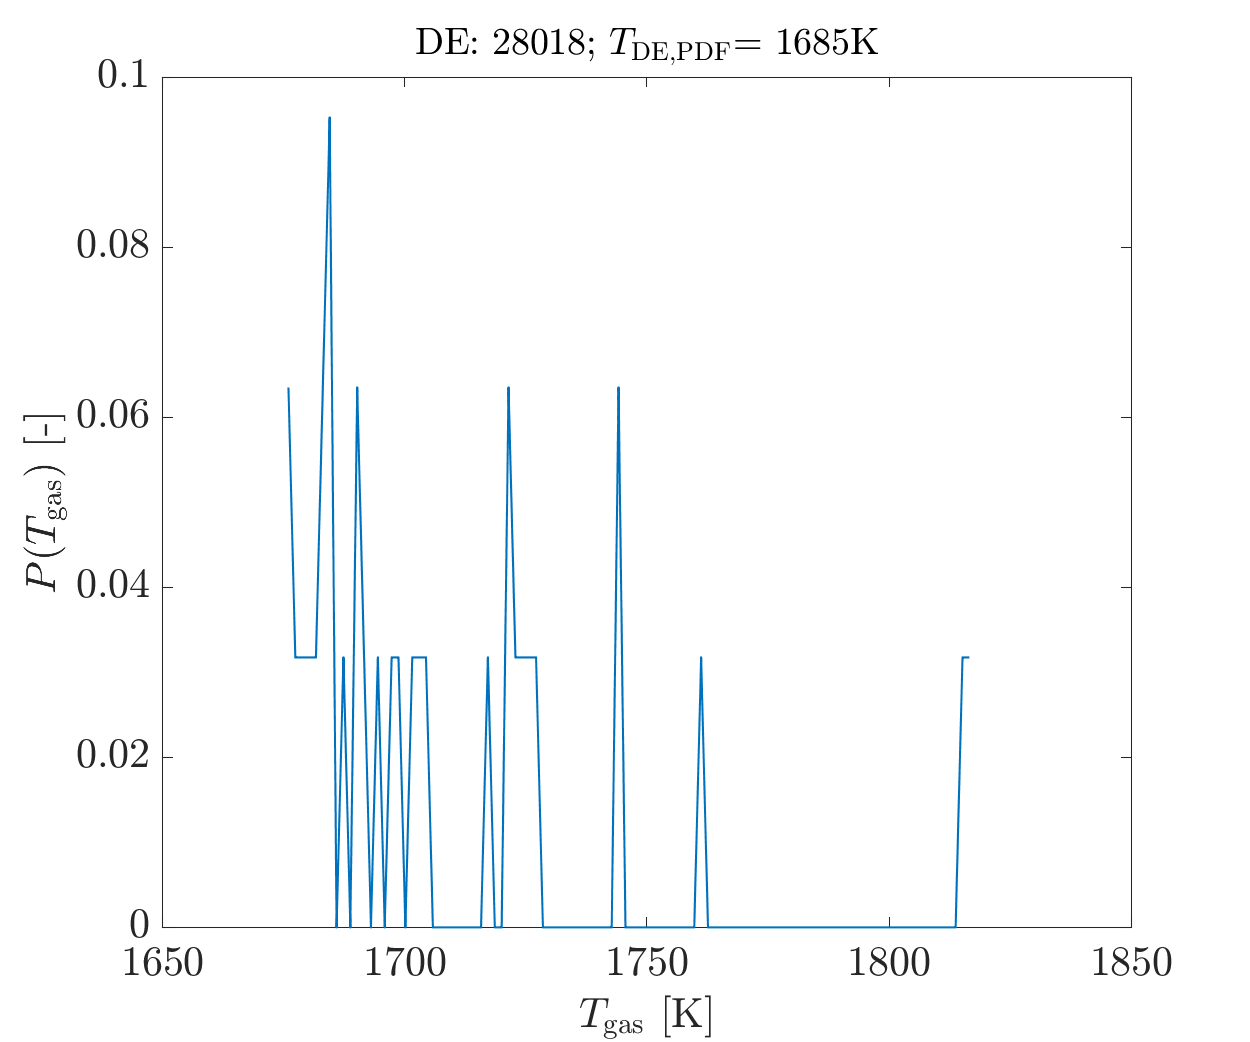 DE: 28018; T_DE,PDF= 1685K
0.1
0.08
0.06
0.04
0.02
0
P(T_gas) [-]
1650 1700 1750 1800 1850
T_gas [K]